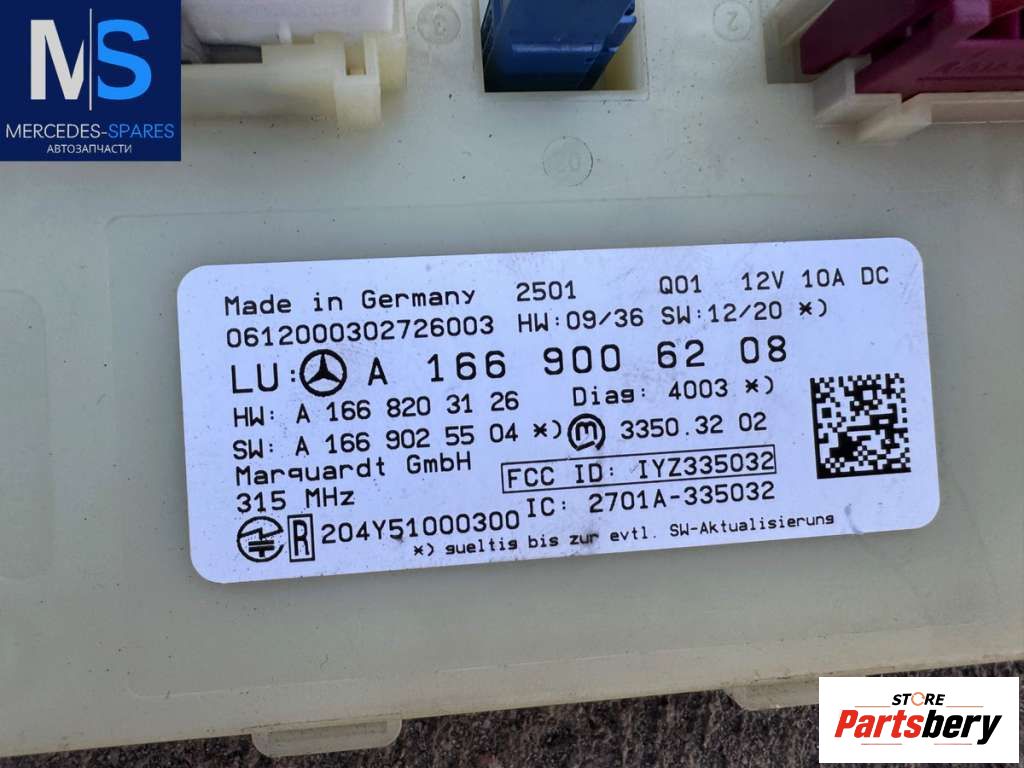 MS
MERCEDES-SPARES
АВТОЗАПЧАСТИ
3
2
20
Made in Germany 2501 Q01 12V 10A DC
0612000302726003 HW:09/36 SW:12/20 *)
LU: A 166 900 62 08
HW: A 166 820 31 26 Diag: 4003 *)
SW: A 166 902 55 04 *) m 3350.32 02
Marquardt GmbH FCC ID: IYZ335032
315 MHz IC: 2701A-335032
R 204Y51000300
*) gueltig bis zur evtl. SW-Aktualisierung
STORE
Partsbery